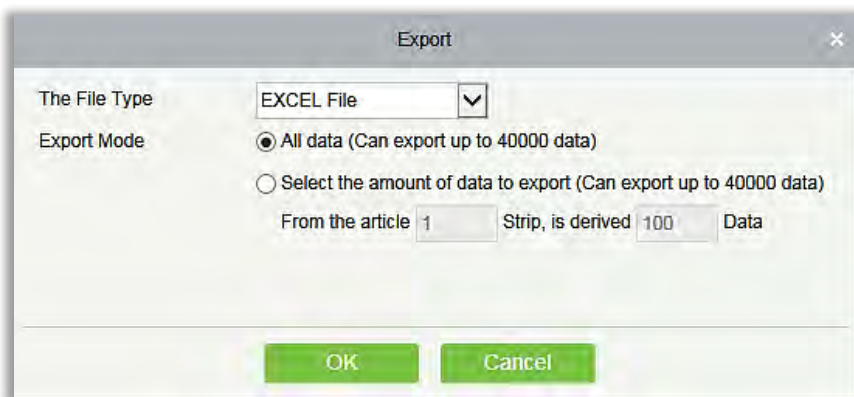 Export
The File Type EXCEL File
Export Mode All data (Can export up to 40000 data)
Select the amount of data to export (Can export up to 40000 data)
From the article 1 Strip, is derived 100 Data
OK Cancel